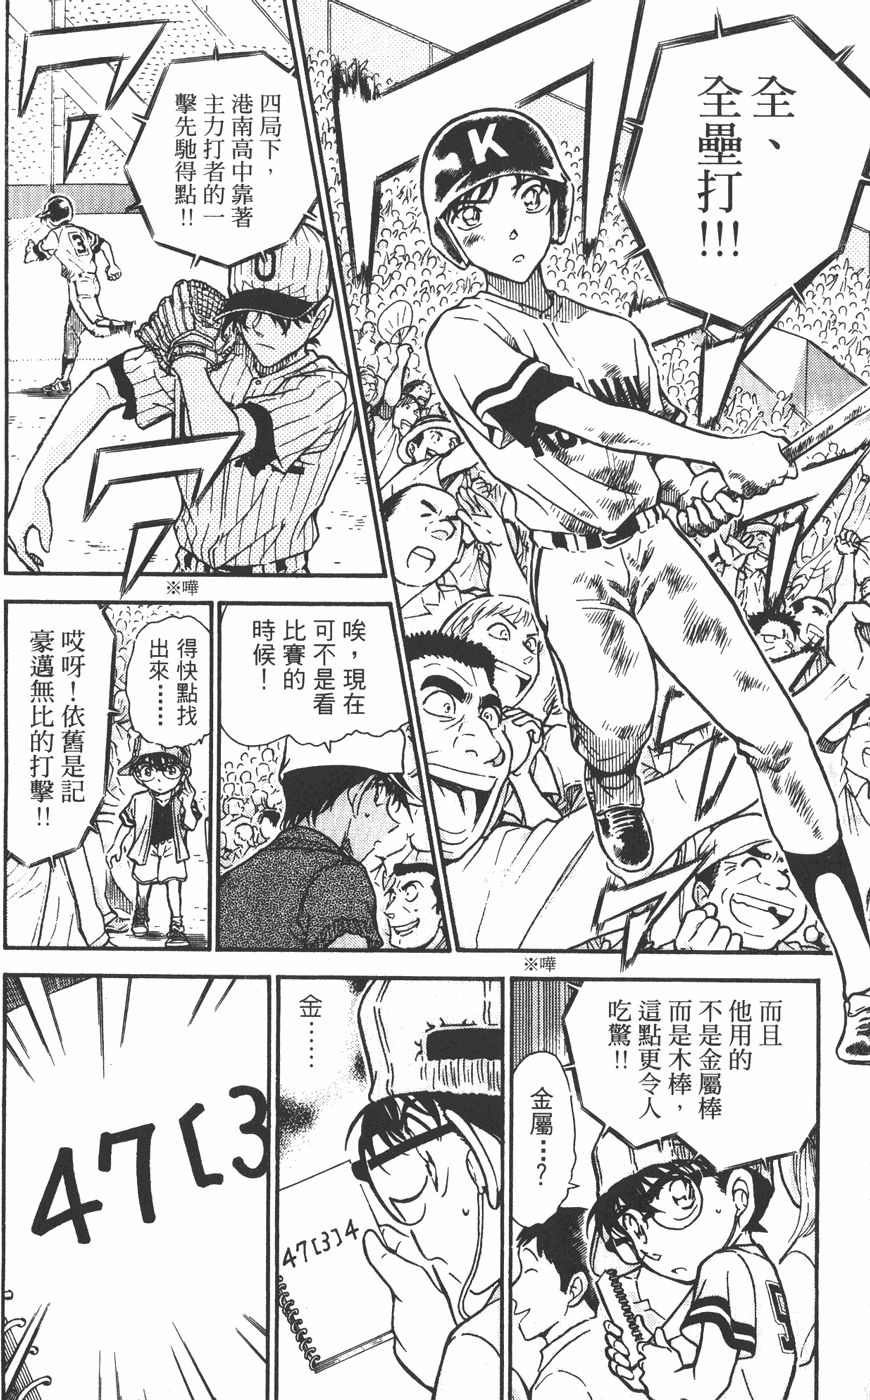 全、
全壘打!!!
K
四局下，
港南高中靠著
主力打者的一
擊先馳得點!!
3
※嘩
唉，現在
可不是看
比賽的
時候！
得快點找
出來……
哎呀！依舊是記
豪邁無比的打擊!!
※嘩
而且
他用的
不是金屬棒
而是木棒，
這點更令人
吃驚!!
金屬…?
金……
47[3]4
47[3